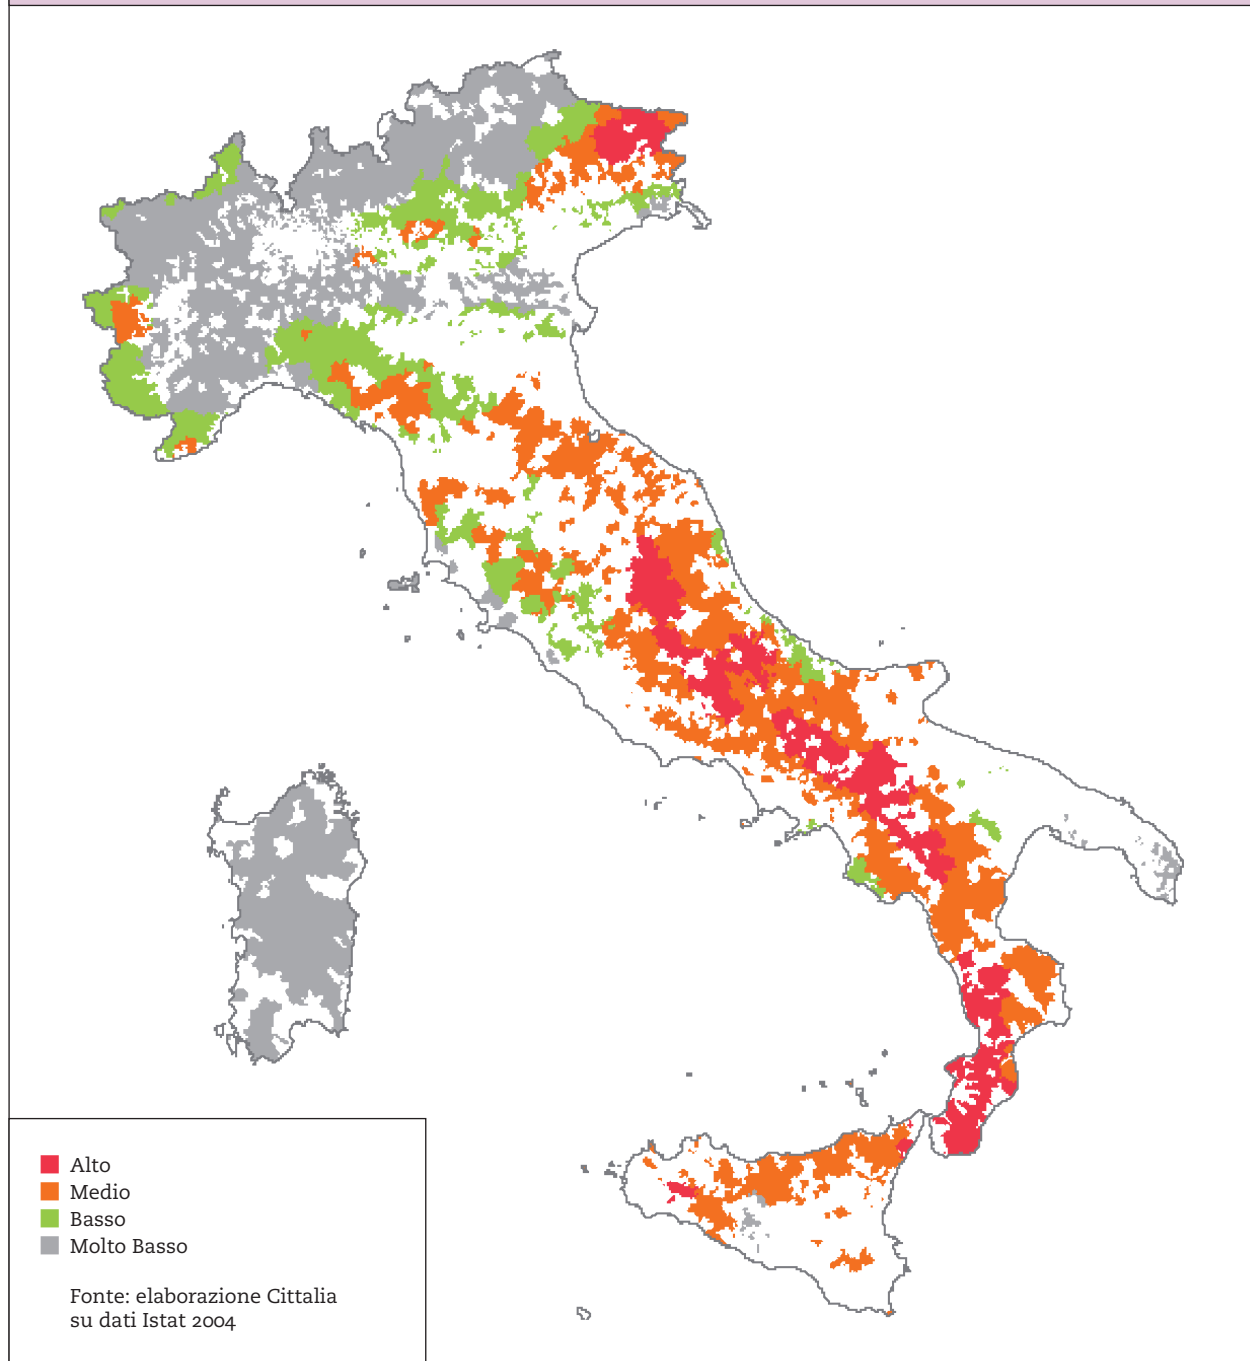 Alto
Medio
Basso
Molto Basso
Fonte: elaborazione Cittalia
su dati Istat 2004